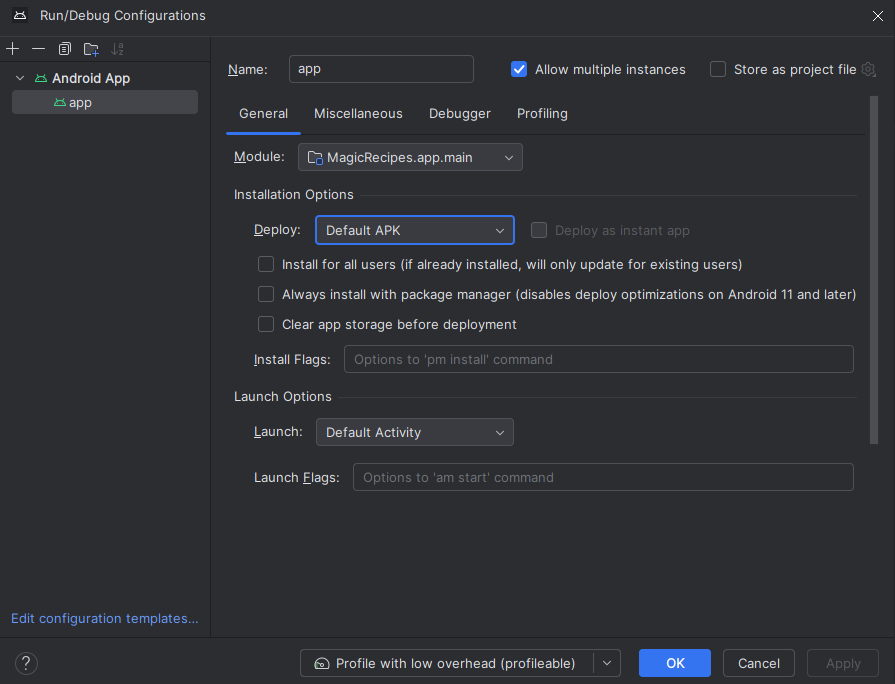 Run/Debug Configurations
Android App
app
Edit configuration templates...
Name: app Allow multiple instances Store as project file
General Miscellaneous Debugger Profiling
Module: MagicRecipes.app.main
Installation Options
Deploy: Default APK Deploy as instant app
Install for all users (if already installed, will only update for existing users)
Always install with package manager (disables deploy optimizations on Android 11 and later)
Clear app storage before deployment
Install Flags: Options to 'pm install' command
Launch Options
Launch: Default Activity
Launch Flags: Options to 'am start' command
? Profile with low overhead (profileable) OK Cancel Apply